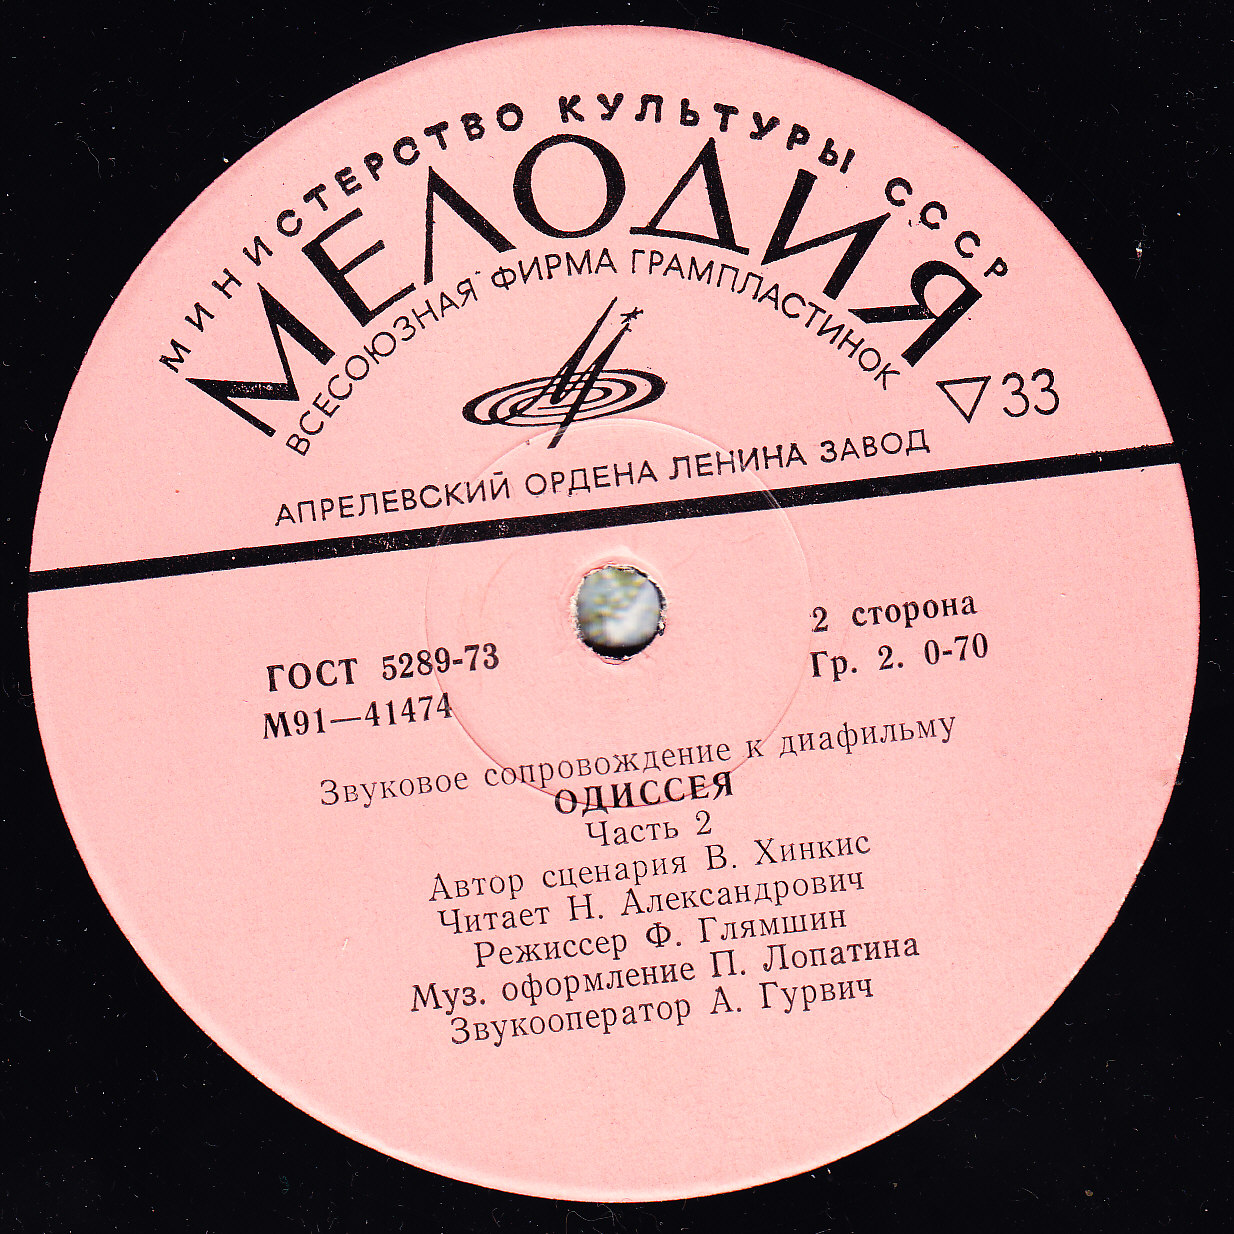 МИНИСТЕРСТВО КУЛЬТУРЫ СССР
МЕЛОДИЯ
ВСЕСОЮЗНАЯ ФИРМА ГРАМПЛАСТИНОК
33
АПРЕЛЕВСКИЙ ОРДЕНА ЛЕНИНА ЗАВОД
ГОСТ 5289-73
М91—41474
2 сторона
Гр. 2. 0-70
Звуковое сопровождение к диафильму
ОДИССЕЯ
Часть 2
Автор сценария В. Хинкис
Читает Н. Александрович
Режиссер Ф. Глямшин
Муз. оформление П. Лопатина
Звукооператор А. Гурвич